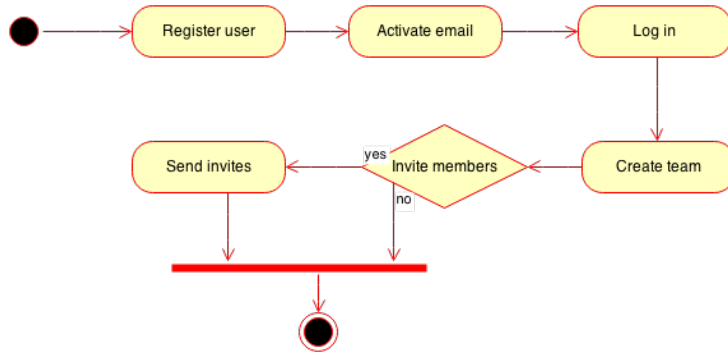 Register user
Activate email
Log in
Send invites
yes
Invite members
no
Create team